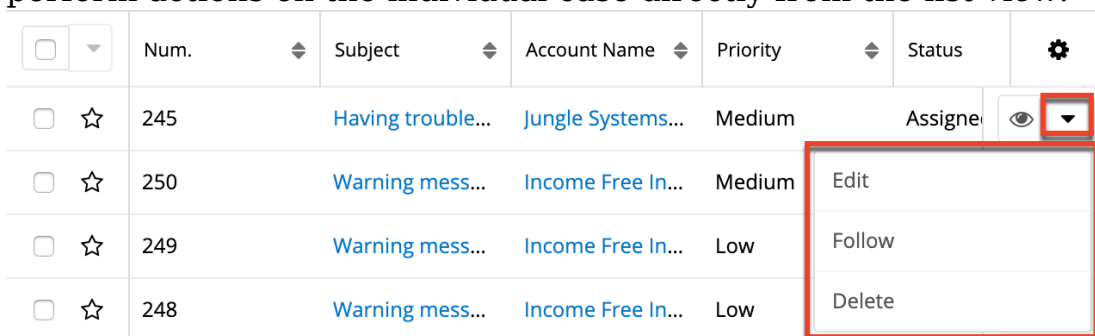 perform actions on the individual case directly from the list view.
Num. Subject Account Name Priority Status
245 Having trouble... Jungle Systems... Medium Assigne
250 Warning mess... Income Free In... Medium Edit
249 Warning mess... Income Free In... Low Follow
248 Warning mess... Income Free In... Low Delete